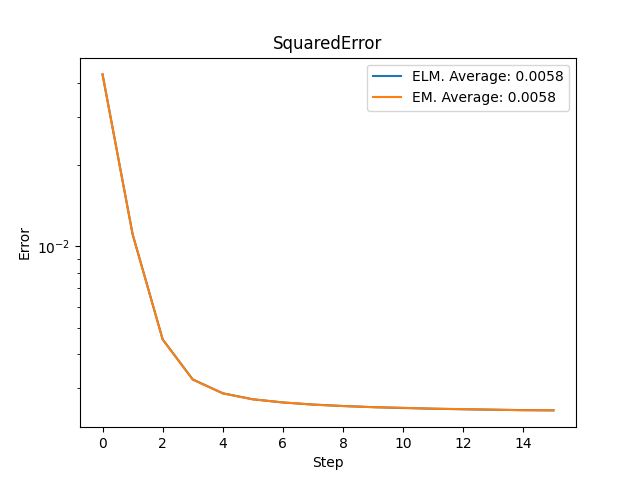 SquaredError
ELM. Average: 0.0058
EM. Average: 0.0058
Error
10⁻²
0 2 4 6 8 10 12 14
Step